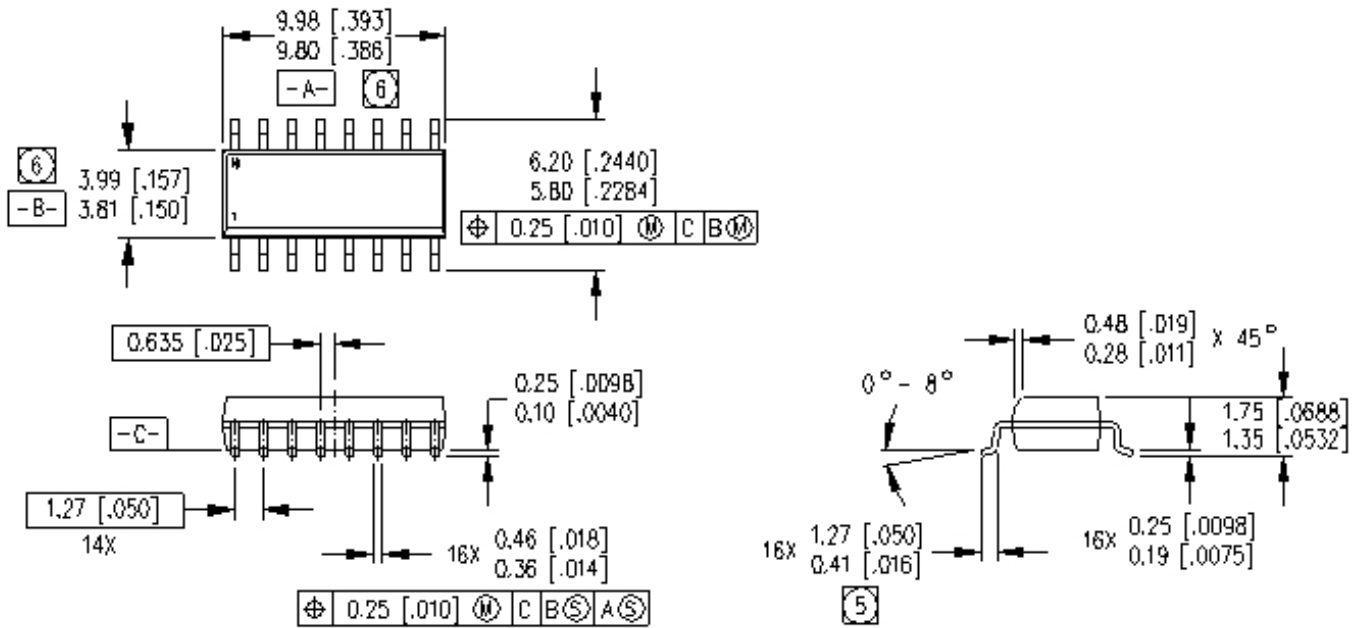 9.98 [.393]
9.80 [.386]
-A- 6
6
3.99 [.157]
-B- 3.81 [.150]
N
1
6.20 [.2440]
5.80 [.2284]
⌖ 0.25 [.010] Ⓜ C B Ⓜ
0.635 [.025]
0.25 [.0098]
0.10 [.0040]
-C-
1.27 [.050]
14X
16X 0.46 [.018]
0.36 [.014]
⌖ 0.25 [.010] Ⓜ C B Ⓢ A Ⓢ
0.48 [.019]
0.28 [.011] X 45°
0° - 8°
1.75 [.0688]
1.35 [.0532]
16X 1.27 [.050]
0.41 [.016]
5
16X 0.25 [.0098]
0.19 [.0075]